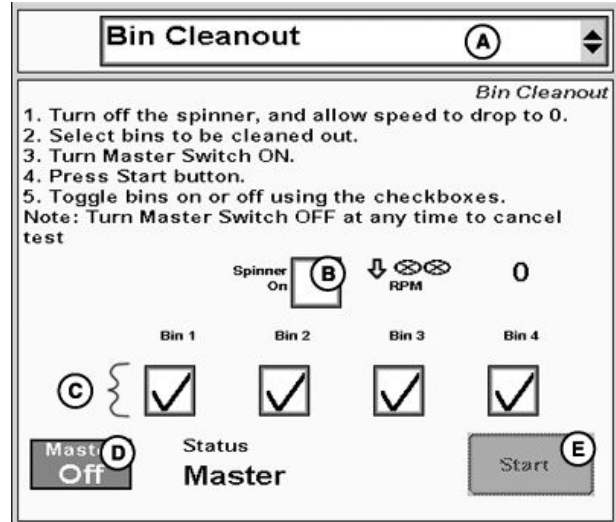 Bin Cleanout
A
Bin Cleanout
1. Turn off the spinner, and allow speed to drop to 0.
2. Select bins to be cleaned out.
3. Turn Master Switch ON.
4. Press Start button.
5. Toggle bins on or off using the checkboxes.
Note: Turn Master Switch OFF at any time to cancel
test
Spinner
On
B
RPM
0
Bin 1
Bin 2
Bin 3
Bin 4
C
D
Off
Status
Master
Start
E